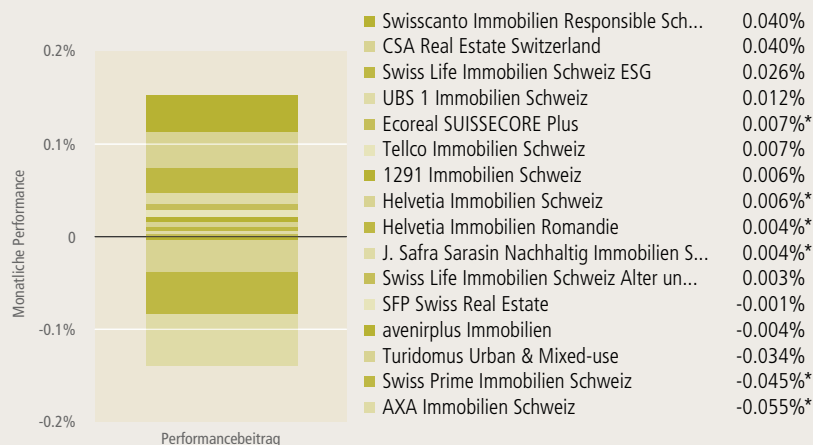 Swisscanto Immobilien Responsible Sch... 0.040%
CSA Real Estate Switzerland 0.040%
Swiss Life Immobilien Schweiz ESG 0.026%
UBS 1 Immobilien Schweiz 0.012%
Ecoreal SUISSECORE Plus 0.007%*
Tellco Immobilien Schweiz 0.007%
1291 Immobilien Schweiz 0.006%
Helvetia Immobilien Schweiz 0.006%*
Helvetia Immobilien Romandie 0.004%*
J. Safra Sarasin Nachhaltig Immobilien S... 0.004%*
Swiss Life Immobilien Schweiz Alter un... 0.003%
SFP Swiss Real Estate -0.001%
avenirplus Immobilien -0.004%
Turidomus Urban & Mixed-use -0.034%
Swiss Prime Immobilien Schweiz -0.045%*
AXA Immobilien Schweiz -0.055%*
Monatliche Performance
0.2%
0.1%
0
-0.1%
-0.2%
Performancebeitrag